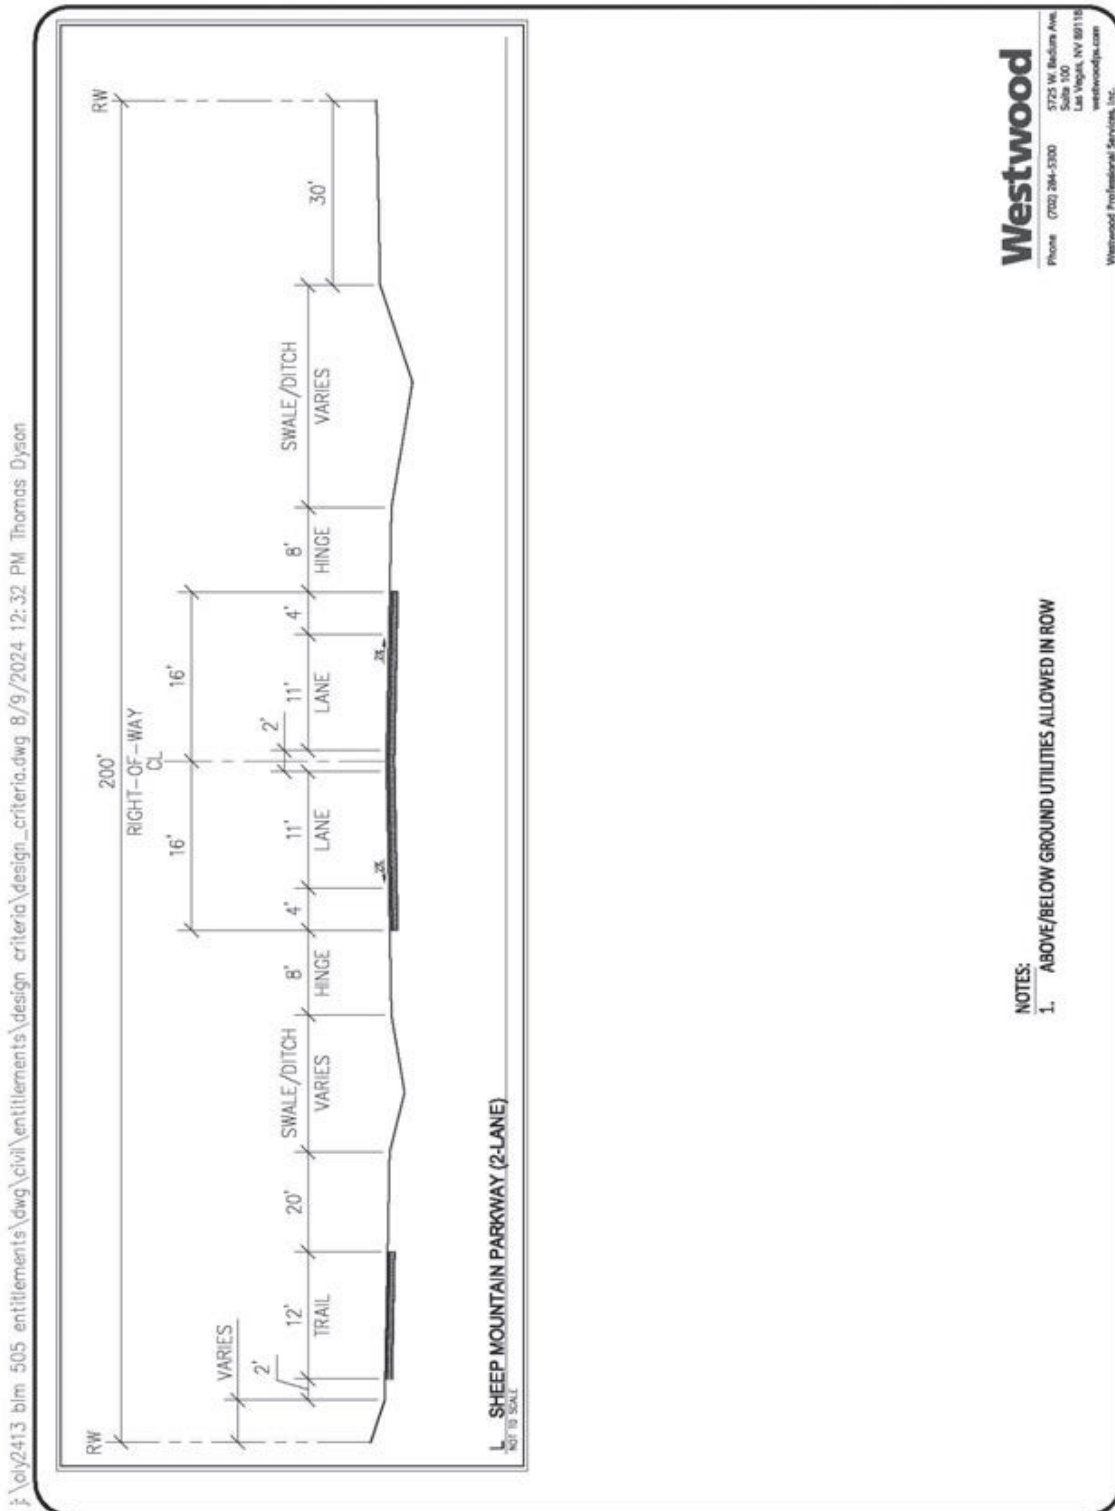 \oly2413 blm 505 entitlements\dwg\civil\entitlements\design criteria\design_criteria.dwg 8/9/2024 12:32 PM Thomas Dyson
RW
200'
RIGHT-OF-WAY
CL
RW
16'
16'
VARIES
2'
12'
TRAIL
20'
SWALE/DITCH
VARIES
8'
HINGE
4'
11'
LANE
2'
11'
LANE
4'
8'
HINGE
SWALE/DITCH
VARIES
30'
2%
2%
L SHEEP MOUNTAIN PARKWAY (2-LANE)
NOT TO SCALE
NOTES:
1. ABOVE/BELOW GROUND UTILITIES ALLOWED IN ROW
Westwood
Phone (702) 284-5300 5725 W. Badura Ave.
Suite 100
Las Vegas, NV 89118
westwoodps.com
Westwood Professional Services, Inc.